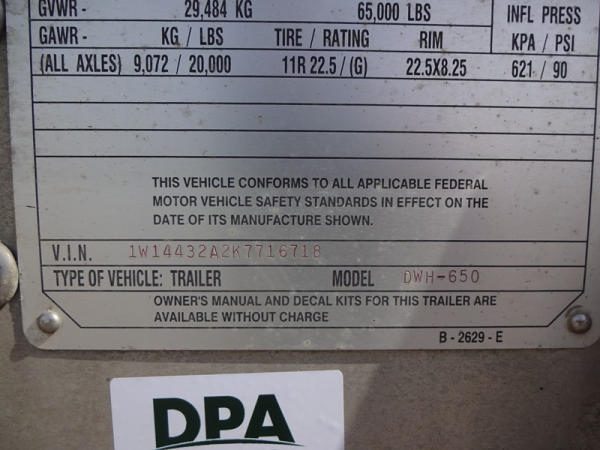 GVWR - 29,484 KG 65,000 LBS INFL PRESS
GAWR - KG / LBS TIRE / RATING RIM KPA / PSI
(ALL AXLES) 9,072 / 20,000 11R 22.5 / (G) 22.5X8.25 621 / 90
THIS VEHICLE CONFORMS TO ALL APPLICABLE FEDERAL
MOTOR VEHICLE SAFETY STANDARDS IN EFFECT ON THE
DATE OF ITS MANUFACTURE SHOWN.
V.I.N. 1W14432A2K7716718
TYPE OF VEHICLE: TRAILER MODEL DWH-650
OWNER'S MANUAL AND DECAL KITS FOR THIS TRAILER ARE
AVAILABLE WITHOUT CHARGE
B - 2629 - E
DPA